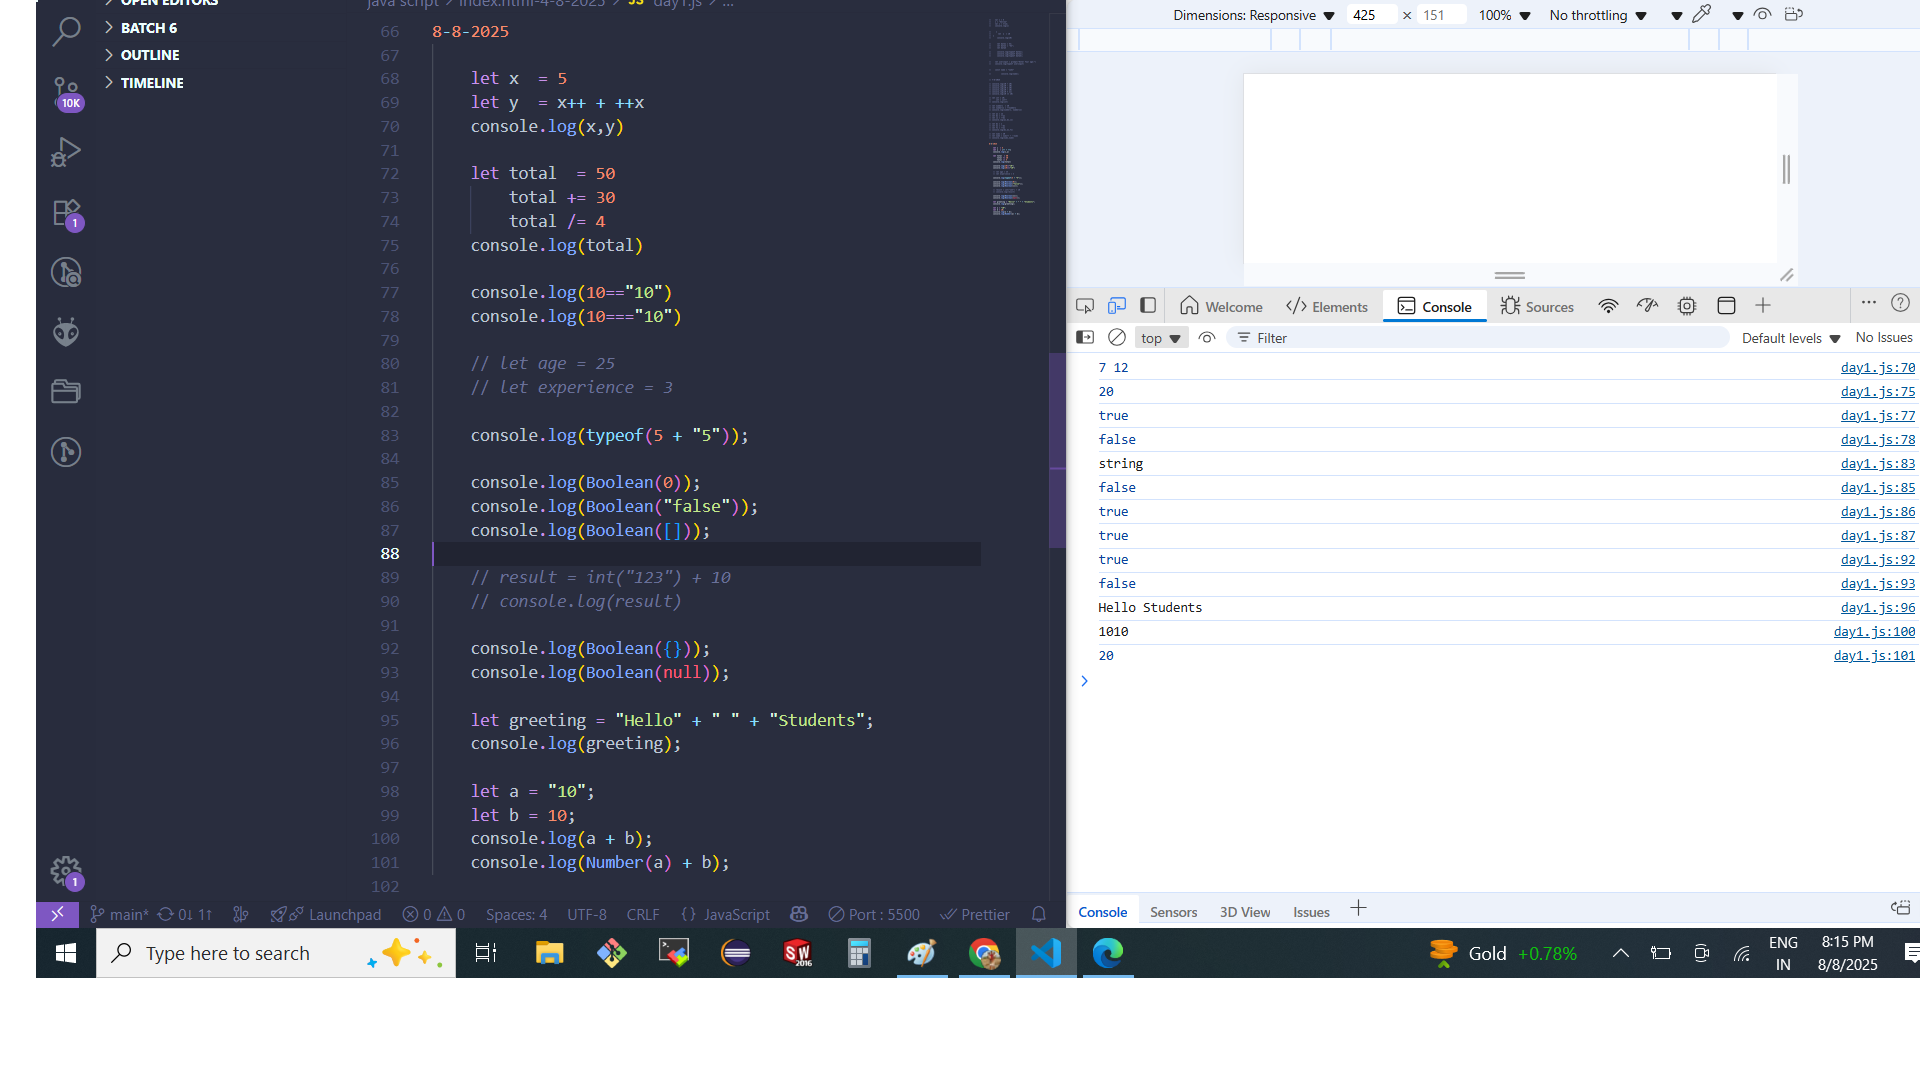 OPEN EDITORS
BATCH 6
OUTLINE
TIMELINE
10K
1
1
java script > index.html-4-8-2025 > JS day1.js > ...
66 8-8-2025
67
68 let x  = 5
69 let y  = x++ + ++x
70 console.log(x,y)
71
72 let total  = 50
73 total += 30
74 total /= 4
75 console.log(total)
76
77 console.log(10=="10")
78 console.log(10==="10")
79
80 // let age = 25
81 // let experience = 3
82
83 console.log(typeof(5 + "5"));
84
85 console.log(Boolean(0));
86 console.log(Boolean("false"));
87 console.log(Boolean([]));
88
89 // result = int("123") + 10
90 // console.log(result)
91
92 console.log(Boolean({}));
93 console.log(Boolean(null));
94
95 let greeting = "Hello" + " " + "Students";
96 console.log(greeting);
97
98 let a = "10";
99 let b = 10;
100 console.log(a + b);
101 console.log(Number(a) + b);
102
main* 0↓ 1↑ Launchpad 0 0 Spaces: 4 UTF-8 CRLF {} JavaScript Port : 5500 Prettier
Dimensions: Responsive 425 × 151 100% No throttling
Welcome Elements Console Sources
top Filter Default levels No Issues
7 12 day1.js:70
20 day1.js:75
true day1.js:77
false day1.js:78
string day1.js:83
false day1.js:85
true day1.js:86
true day1.js:87
true day1.js:92
false day1.js:93
Hello Students day1.js:96
1010 day1.js:100
20 day1.js:101
Console Sensors 3D View Issues
Type here to search
SW
2016
Gold +0.78%
ENG
IN
8:15 PM
8/8/2025